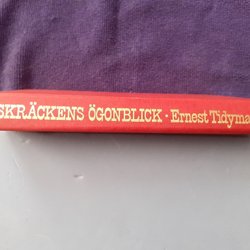 SKRÄCKENS ÖGONBLICK · Ernest Tidyma